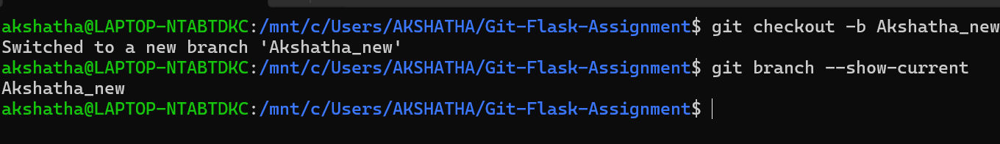 akshatha@LAPTOP-NTABTDKC:/mnt/c/Users/AKSHATHA/Git-Flask-Assignment$ git checkout -b Akshatha_new
Switched to a new branch 'Akshatha_new'
akshatha@LAPTOP-NTABTDKC:/mnt/c/Users/AKSHATHA/Git-Flask-Assignment$ git branch --show-current
Akshatha_new
akshatha@LAPTOP-NTABTDKC:/mnt/c/Users/AKSHATHA/Git-Flask-Assignment$